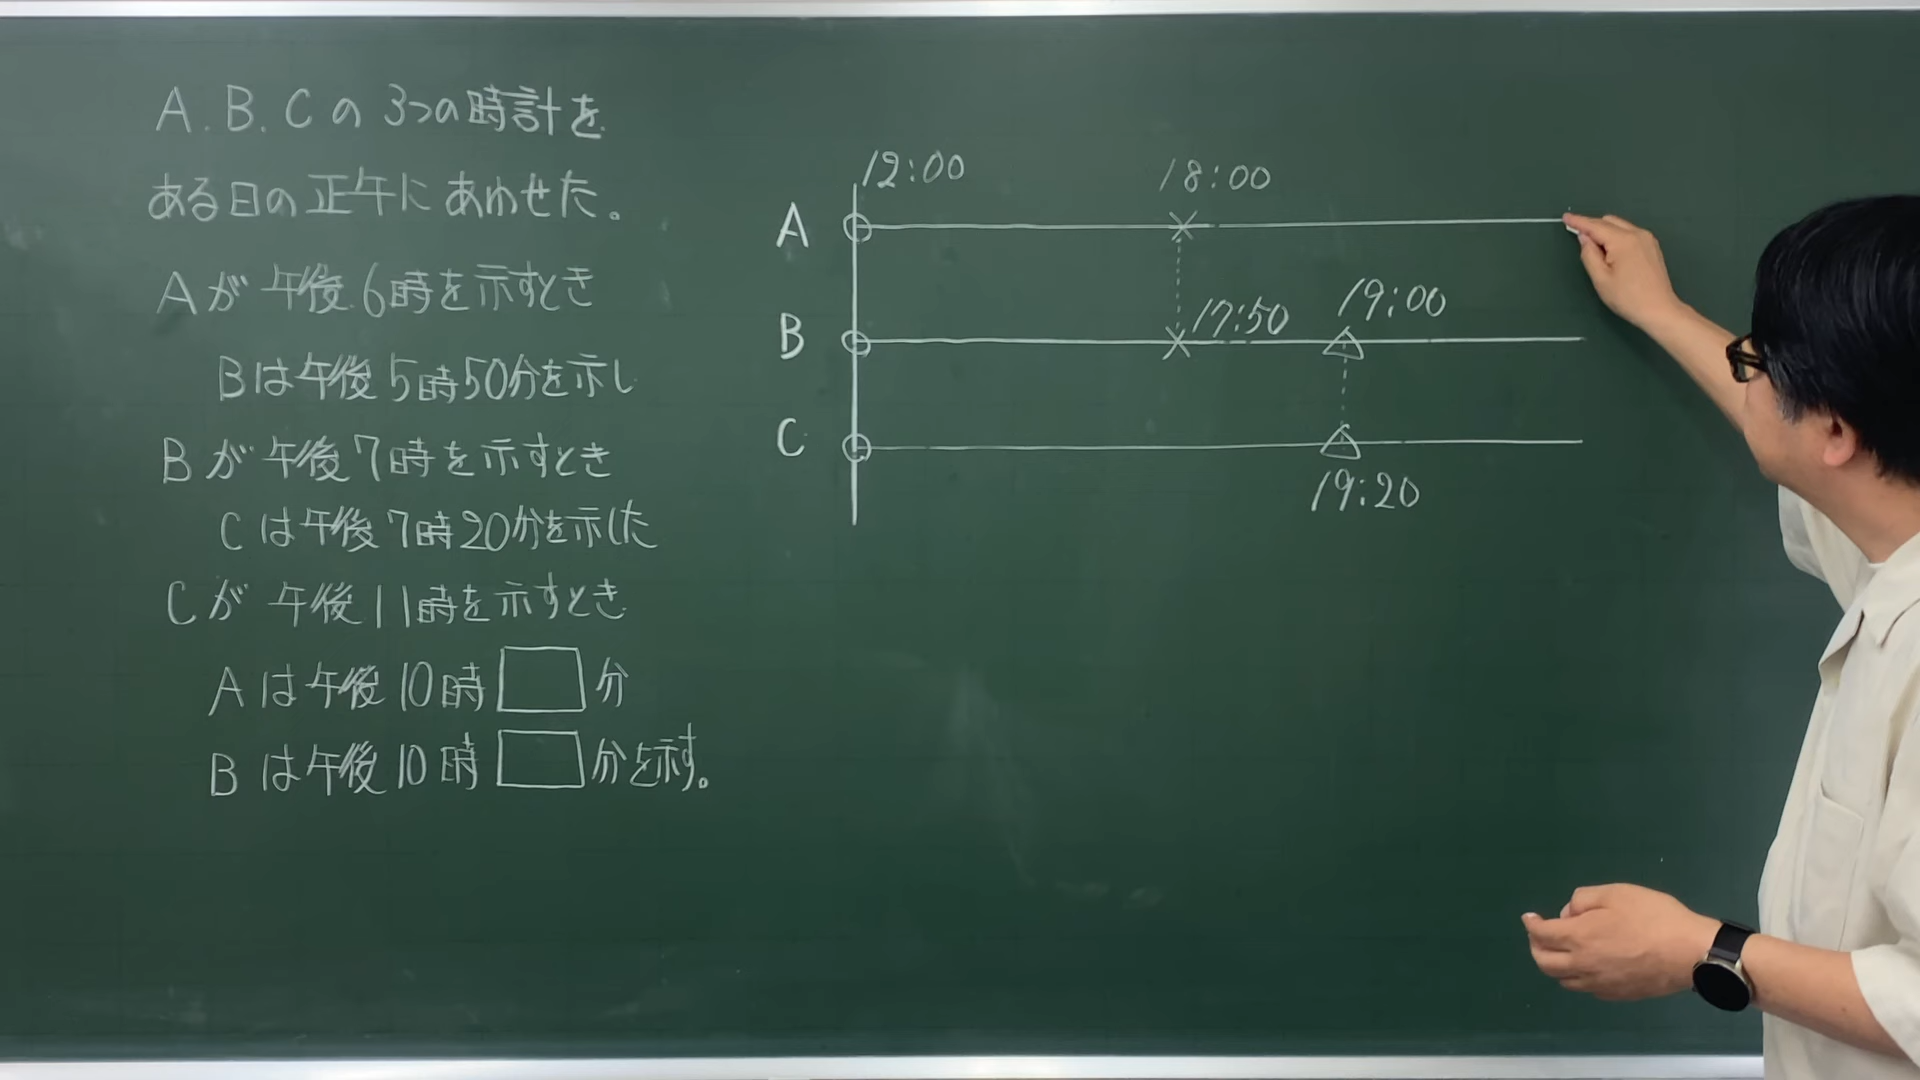 A.B.Cの3つの時計を
ある日の正午にあわせた。
Aが午後6時を示すとき
Bは午後5時50分を示し
Bが午後7時を示すとき
Cは午後7時20分を示した
Cが午後11時を示すとき
Aは午後10時□分
Bは午後10時□分を示す。
12:00 18:00
A
17:50 19:00
B
C
19:20